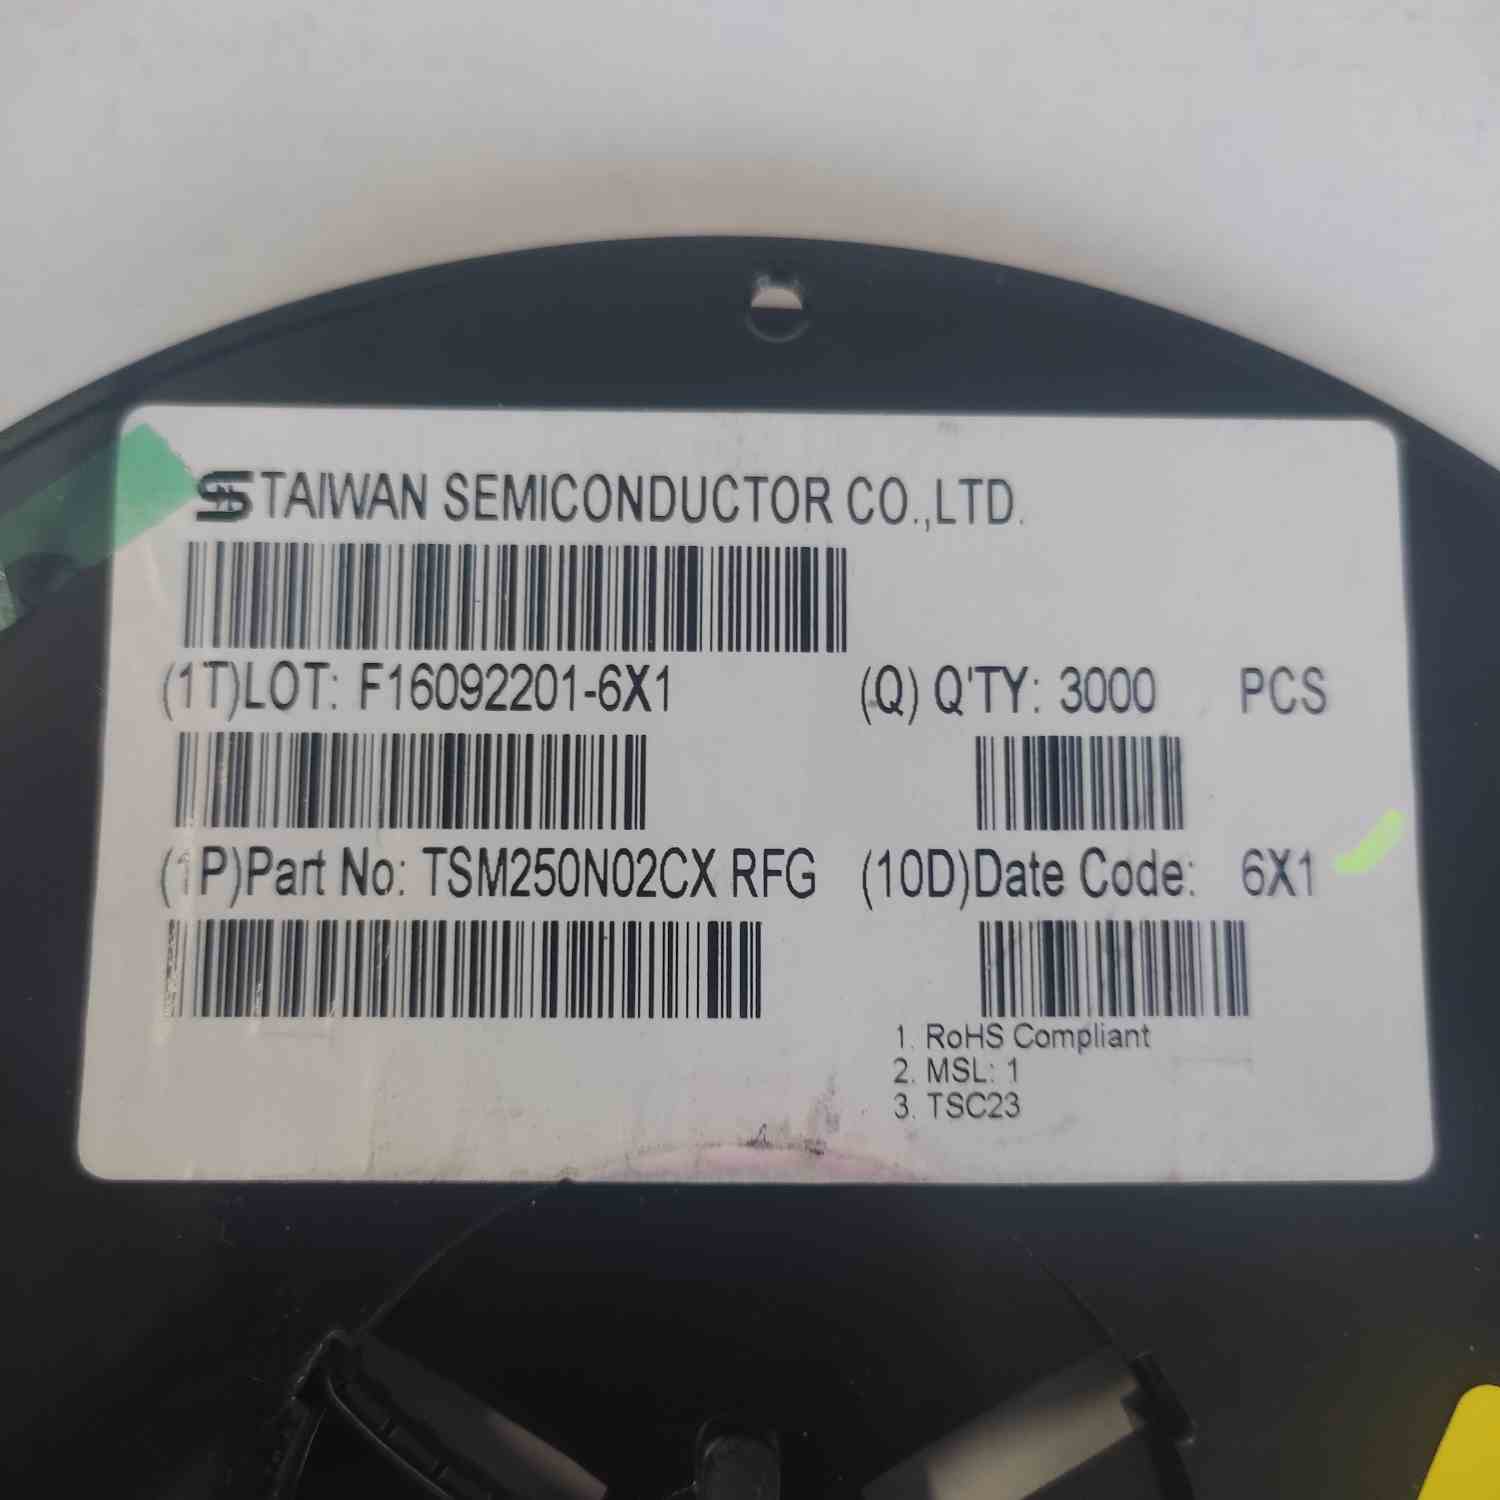 TAIWAN SEMICONDUCTOR CO.,LTD.
(1T)LOT: F16092201-6X1 (Q) Q'TY: 3000 PCS
(1P)Part No: TSM250N02CX RFG (10D)Date Code: 6X1
1. RoHS Compliant
2. MSL: 1
3. TSC23